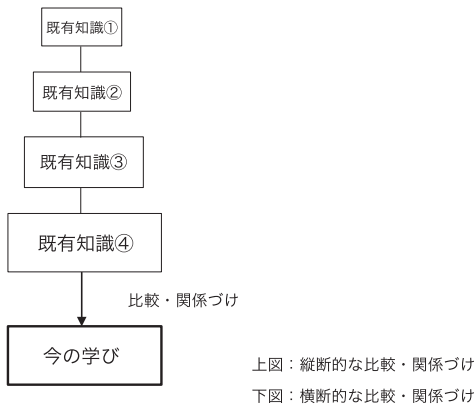 既有知識①
既有知識②
既有知識③
既有知識④
比較・関係づけ
今の学び
上図：縦断的な比較・関係づけ
下図：横断的な比較・関係づけ